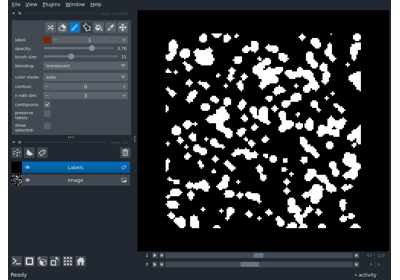 File View Plugins Window Help
label: 1
opacity: 0.70
brush size: 10
blending: translucent
color mode: auto
contour: 0
n edit dim: 3
contiguous:
preserve labels:
show selected:
Labels
Image
Ready
activity